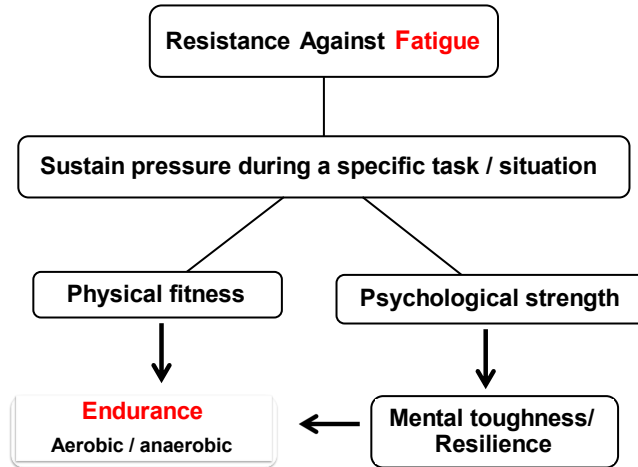 Resistance Against Fatigue
Sustain pressure during a specific task / situation
Physical fitness
Psychological strength
Endurance
Aerobic / anaerobic
Mental toughness/
Resilience